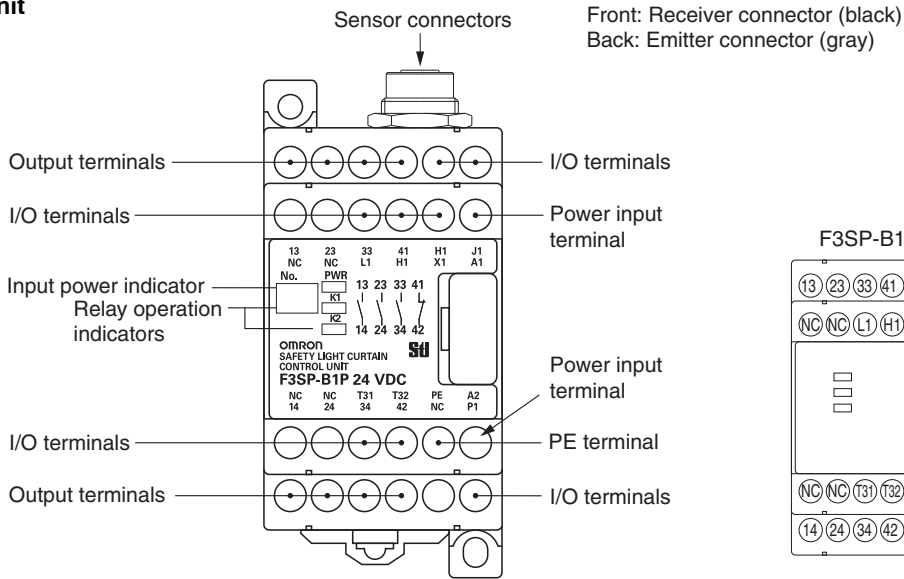 nit
Sensor connectors
Front: Receiver connector (black)
Back: Emitter connector (gray)
Output terminals
I/O terminals
I/O terminals
Power input
terminal
13 23 33 41 H1 J1
NC NC L1 H1 X1 A1
No. PWR
13 23 33 41
K1
K2
14 24 34 42
Input power indicator
Relay operation
indicators
OMRON
SAFETY LIGHT CURTAIN
CONTROL UNIT
F3SP-B1P 24 VDC
NC NC T31 T32 PE A2
14 24 34 42 NC P1
Power input
terminal
I/O terminals
PE terminal
Output terminals
I/O terminals
F3SP-B1
13 23 33 41
NC NC L1 H1
NC NC T31 T32
14 24 34 42